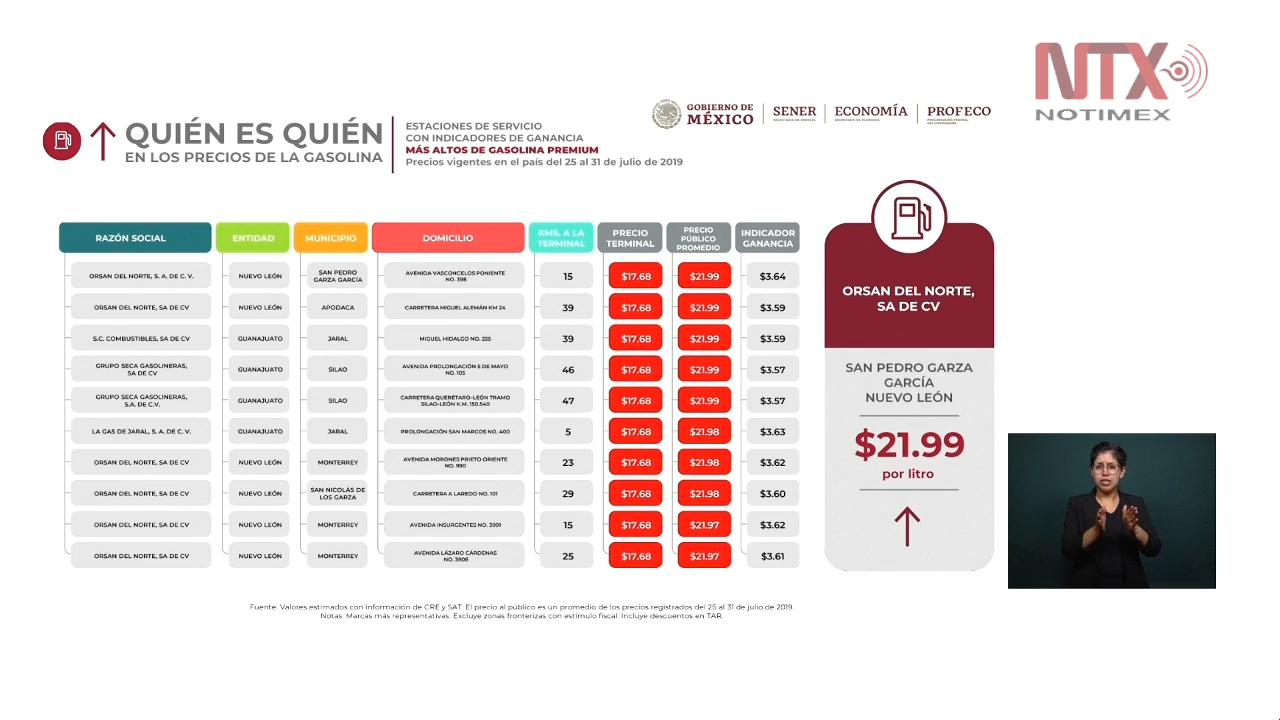 NTX
NOTIMEX
GOBIERNO DE
MÉXICO
SENER
SECRETARÍA DE ENERGÍA
ECONOMÍA
SECRETARÍA DE ECONOMÍA
PROFECO
PROCURADURÍA FEDERAL
DEL CONSUMIDOR
QUIÉN ES QUIÉN
EN LOS PRECIOS DE LA GASOLINA
ESTACIONES DE SERVICIO
CON INDICADORES DE GANANCIA
MÁS ALTOS DE GASOLINA PREMIUM
Precios vigentes en el país del 25 al 31 de julio de 2019
RAZÓN SOCIAL ENTIDAD MUNICIPIO DOMICILIO KMS. A LA TERMINAL PRECIO TERMINAL PRECIO PÚBLICO PROMEDIO INDICADOR GANANCIA
ORSAN DEL NORTE, S. A. DE C. V. NUEVO LEÓN SAN PEDRO GARZA GARCÍA AVENIDA VASCONCELOS PONIENTE NO. 398 15 $17.68 $21.99 $3.64
ORSAN DEL NORTE, SA DE CV NUEVO LEÓN APODACA CARRETERA MIGUEL ALEMÁN KM 24 39 $17.68 $21.99 $3.59
S.C. COMBUSTIBLES, SA DE CV GUANAJUATO JARAL MIGUEL HIDALGO NO. 235 39 $17.68 $21.99 $3.59
GRUPO SECA GASOLINERAS, SA DE CV GUANAJUATO SILAO AVENIDA PROLONGACIÓN 5 DE MAYO NO. 105 46 $17.68 $21.99 $3.57
GRUPO SECA GASOLINERAS, S.A. DE C.V. GUANAJUATO SILAO CARRETERA QUERÉTARO-LEÓN TRAMO SILAO-LEÓN K.M. 150.540 47 $17.68 $21.99 $3.57
LA GAS DE JARAL, S. A. DE C. V. GUANAJUATO JARAL PROLONGACIÓN SAN MARCOS NO. 400 5 $17.68 $21.98 $3.63
ORSAN DEL NORTE, SA DE CV NUEVO LEÓN MONTERREY AVENIDA MORONES PRIETO ORIENTE NO. 990 23 $17.68 $21.98 $3.62
ORSAN DEL NORTE, SA DE CV NUEVO LEÓN SAN NICOLÁS DE LOS GARZA CARRETERA A LAREDO NO. 101 29 $17.68 $21.98 $3.60
ORSAN DEL NORTE, SA DE CV NUEVO LEÓN MONTERREY AVENIDA INSURGENTES NO. 3991 15 $17.68 $21.97 $3.62
ORSAN DEL NORTE, SA DE CV NUEVO LEÓN MONTERREY AVENIDA LÁZARO CÁRDENAS NO. 3808 25 $17.68 $21.97 $3.61
ORSAN DEL NORTE,
SA DE CV
SAN PEDRO GARZA
GARCÍA
NUEVO LEÓN
$21.99
por litro
Fuente: Valores estimados con información de CRE y SAT. El precio al público es un promedio de los precios registrados del 25 al 31 de julio de 2019.
Notas: Marcas más representativas. Excluye zonas fronterizas con estímulo fiscal. Incluye descuentos en TAR.